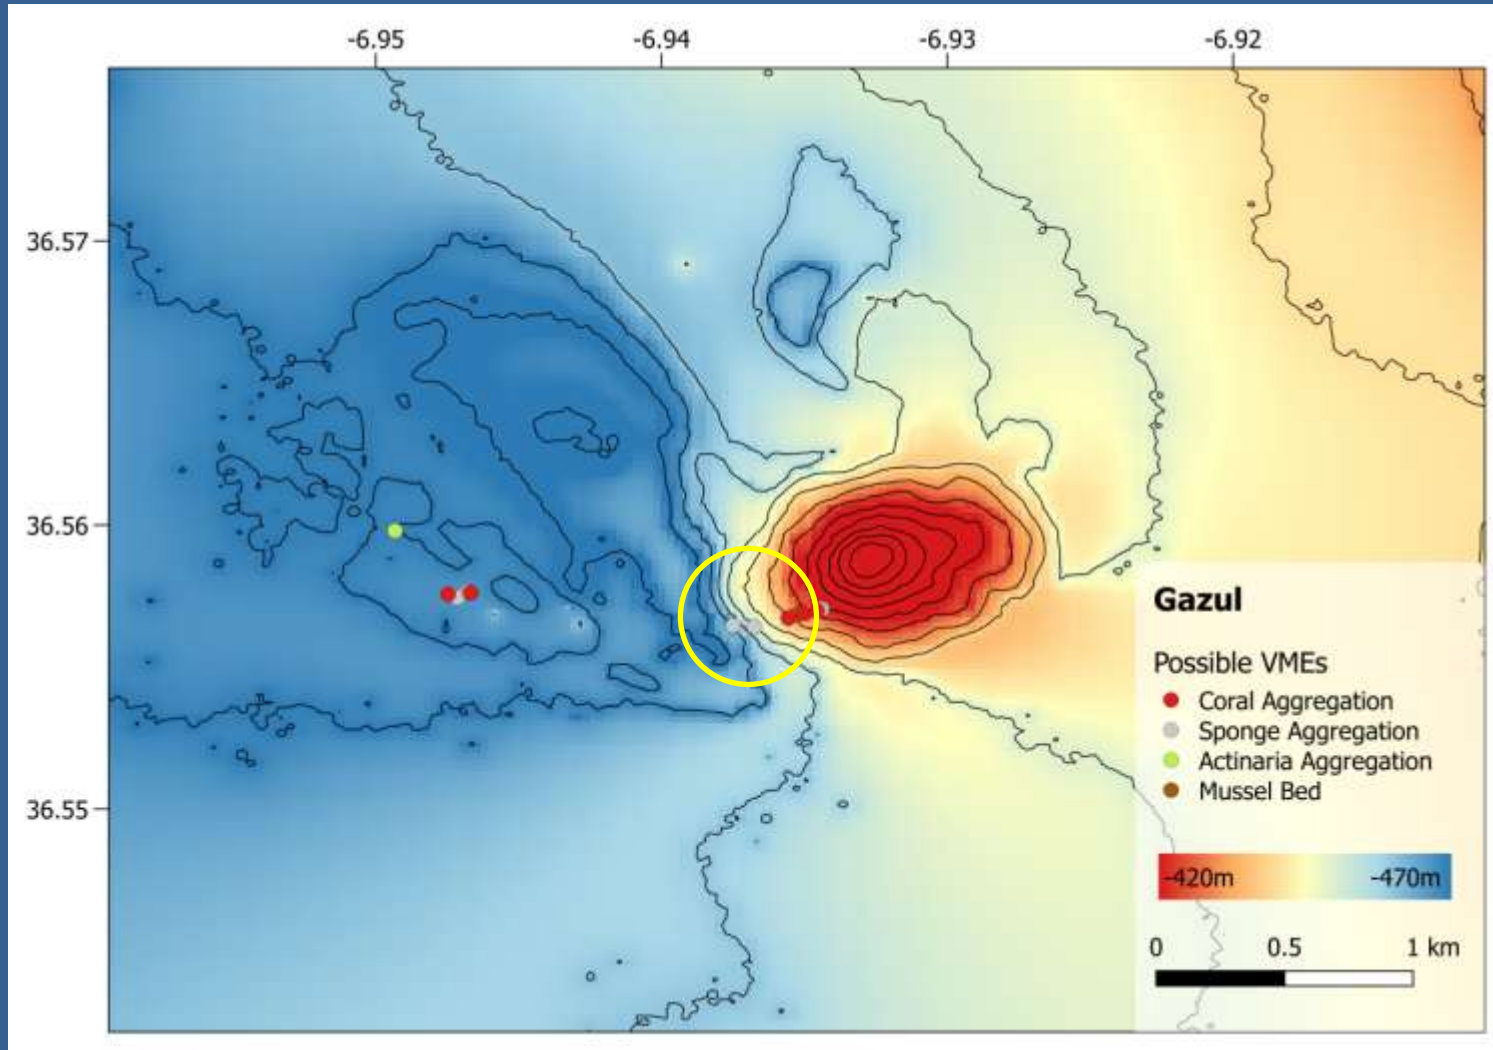 -6.95 -6.94 -6.93 -6.92
36.57
36.56
36.55
Gazul
Possible VMEs
Coral Aggregation
Sponge Aggregation
Actinaria Aggregation
Mussel Bed
-420m -470m
0 0.5 1 km